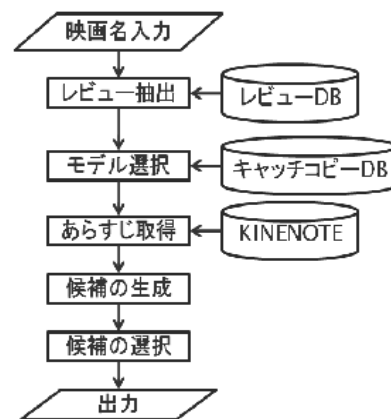 映画名入力
レビュー抽出
レビューDB
モデル選択
キャッチコピーDB
あらすじ取得
KINENOTE
候補の生成
候補の選択
出力